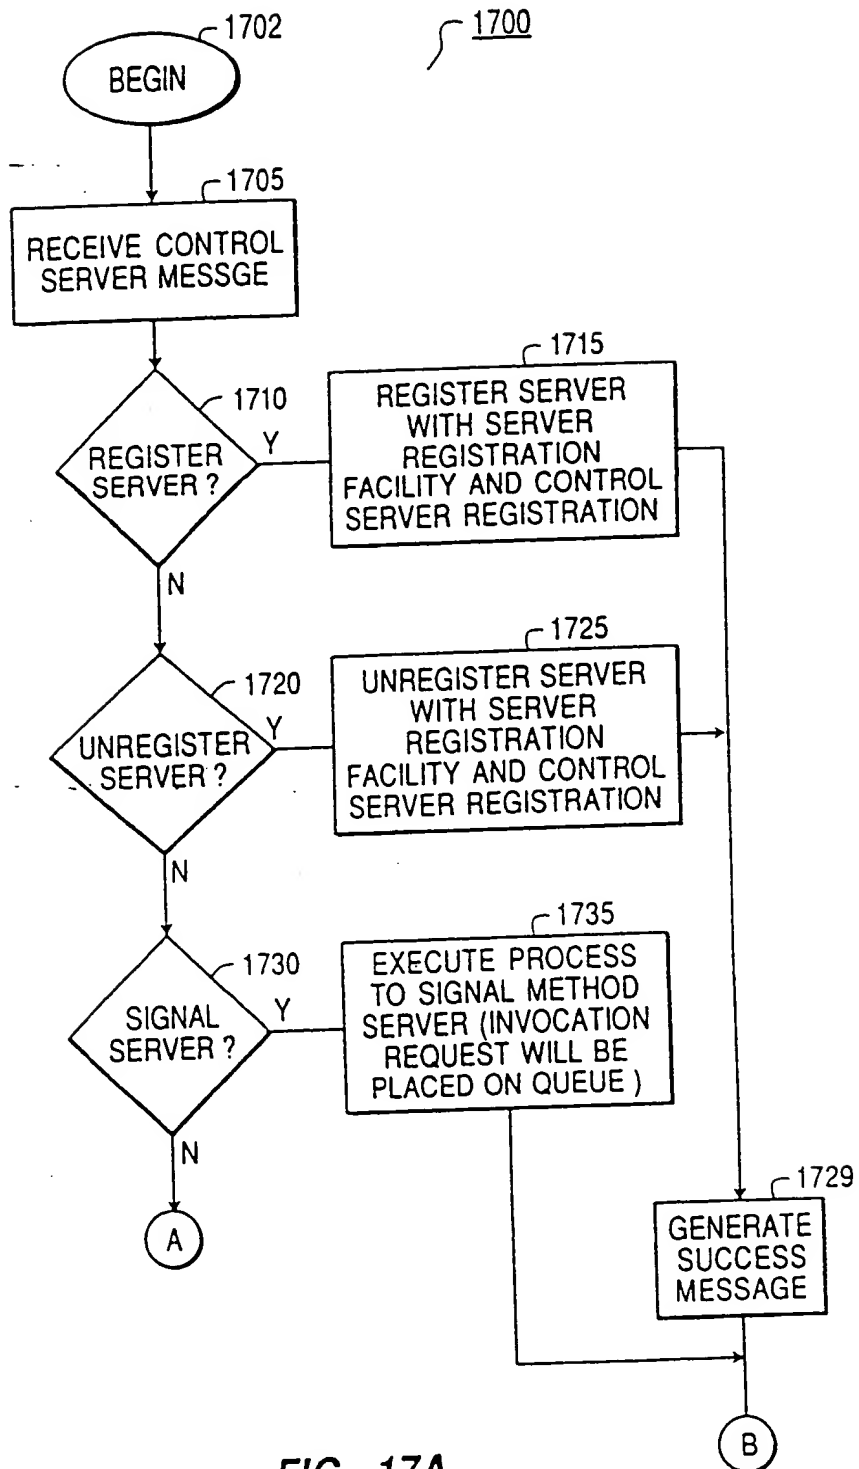 1702
1700
BEGIN
1705
RECEIVE CONTROL
SERVER MESSGE
1710
REGISTER
SERVER ?
Y
N
1715
REGISTER SERVER
WITH SERVER
REGISTRATION
FACILITY AND CONTROL
SERVER REGISTRATION
1720
UNREGISTER
SERVER ?
Y
N
1725
UNREGISTER SERVER
WITH SERVER
REGISTRATION
FACILITY AND CONTROL
SERVER REGISTRATION
1730
SIGNAL
SERVER ?
Y
N
1735
EXECUTE PROCESS
TO SIGNAL METHOD
SERVER (INVOCATION
REQUEST WILL BE
PLACED ON QUEUE )
A
1729
GENERATE
SUCCESS
MESSAGE
B
FIG. 17A